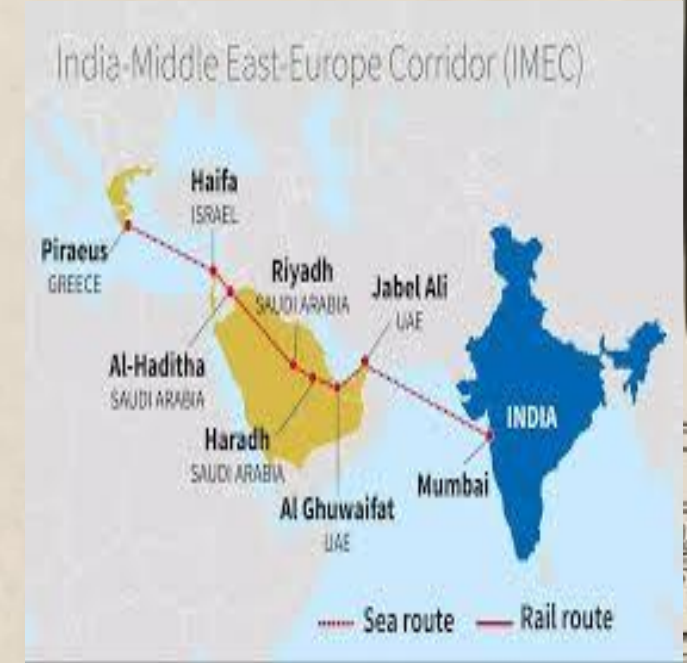 India-Middle East-Europe Corridor (IMEC)
Haifa
ISRAEL
Piraeus
GREECE
Riyadh
SAUDI ARABIA
Jabel Ali
UAE
Al-Haditha
SAUDI ARABIA
INDIA
Haradh
SAUDI ARABIA
Mumbai
Al Ghuwaifat
UAE
Sea route
Rail route